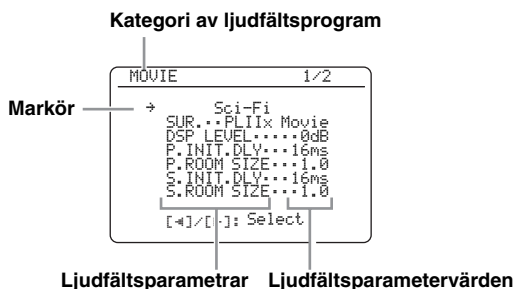 Kategori av ljudfältsprogram
MOVIE 1/2
Markör → Sci-Fi
SUR.··PLIIx Movie
DSP LEVEL·····0dB
P.INIT.DLY···16ms
P.ROOM SIZE···1.0
S.INIT.DLY···16ms
S.ROOM SIZE···1.0
[◄]/[►]: Select
Ljudfältsparametrar Ljudfältsparametervärden